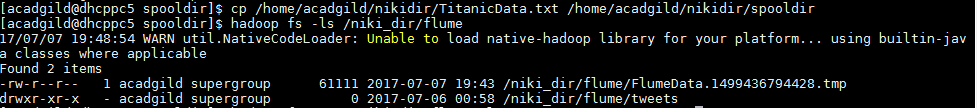 [acadgild@dhcppc5 spooldir]$ cp /home/acadgild/nikidir/TitanicData.txt /home/acadgild/nikidir/spooldir
[acadgild@dhcppc5 spooldir]$ hadoop fs -ls /niki_dir/flume
17/07/07 19:48:54 WARN util.NativeCodeLoader: Unable to load native-hadoop library for your platform... using builtin-jav
a classes where applicable
Found 2 items
-rw-r--r--   1 acadgild supergroup      61111 2017-07-07 19:43 /niki_dir/flume/FlumeData.1499436794428.tmp
drwxr-xr-x   - acadgild supergroup          0 2017-07-06 00:58 /niki_dir/flume/tweets